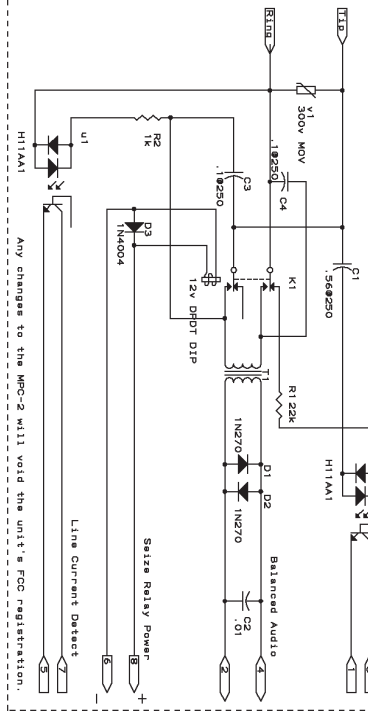 Tip
Ring
v1
300v MOV
C1
.56@250
.1@250
C4
C3
.1@250
R2
1k
u1
H11AA1
K1
R1 22k
H11AA1
T1
12v DPDT DIP
D3
1N4004
1N270
D1
D2
1N270
Balanced Audio
C2
.01
1
4
2
Seize Relay Power
+
8
6
-
Line Current Detect
7
5
Any changes to the MPC-2 will void the unit's FCC registration.